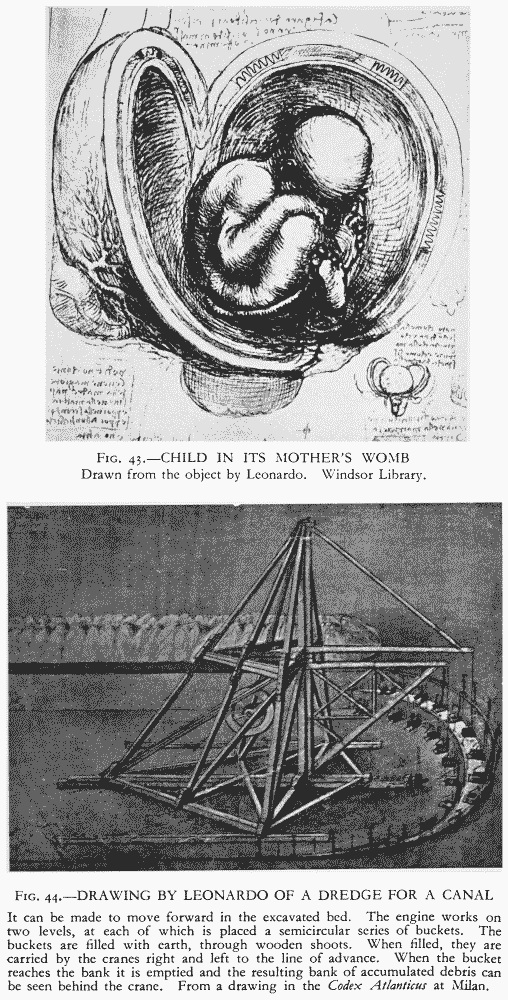 FIG. 43.—CHILD IN ITS MOTHER'S WOMB
Drawn from the object by Leonardo. Windsor Library.
FIG. 44.—DRAWING BY LEONARDO OF A DREDGE FOR A CANAL
It can be made to move forward in the excavated bed. The engine works on
two levels, at each of which is placed a semicircular series of buckets. The
buckets are filled with earth, through wooden shoots. When filled, they are
carried by the cranes right and left to the line of advance. When the bucket
reaches the bank it is emptied and the resulting bank of accumulated debris can
be seen behind the crane. From a drawing in the Codex Atlanticus at Milan.